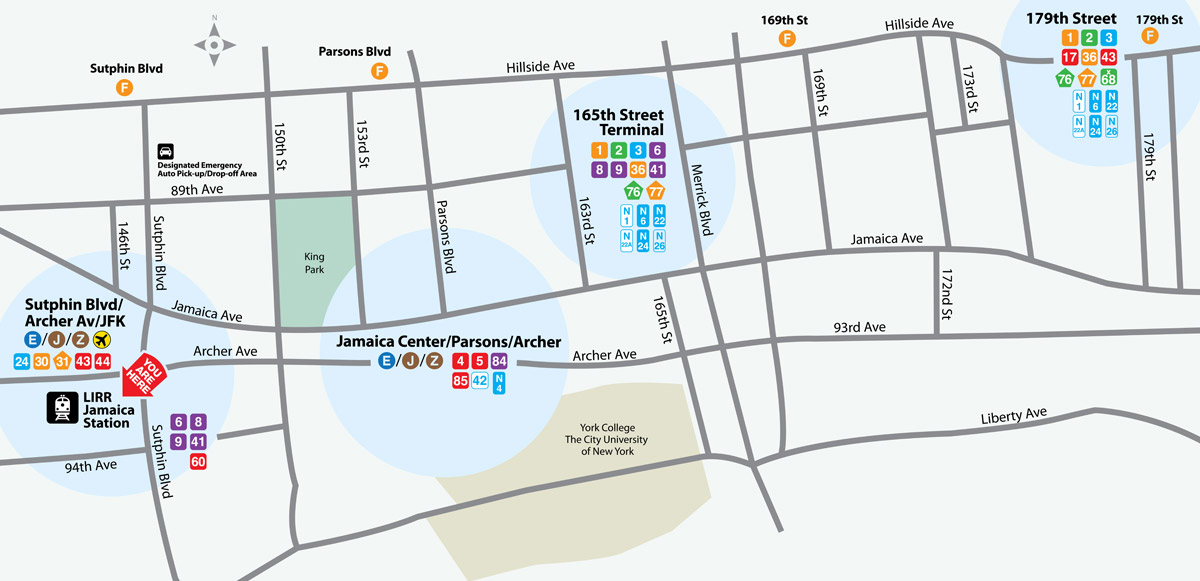 N
Sutphin Blvd
F
Parsons Blvd
F
169th St
F
Hillside Ave
179th Street
1 2 3
17 36 43
76 77 68
N 1 N 6 N 22
N 22A N 24 N 26
179th St
F
Hillside Ave
150th St
153rd St
169th St
173rd St
179th St
Designated Emergency
Auto Pick-up/Drop-off Area
89th Ave
165th Street
Terminal
1 2 3 6
8 9 36 41
76 77
N 1 N 6 N 22
N 22A N 24 N 26
146th St
Sutphin Blvd
King
Park
Parsons Blvd
163rd St
Merrick Blvd
Jamaica Ave
172nd St
Sutphin Blvd/
Archer Av/JFK
E / J / Z
24 30 31 43 44
Jamaica Ave
Archer Ave
YOU
ARE
HERE
LIRR
Jamaica
Station
Jamaica Center/Parsons/Archer
E / J / Z
4 5 84
85 42 N 4
Archer Ave
165th St
93rd Ave
6 8
9 41
60
94th Ave
Sutphin Blvd
York College
The City University
of New York
Liberty Ave